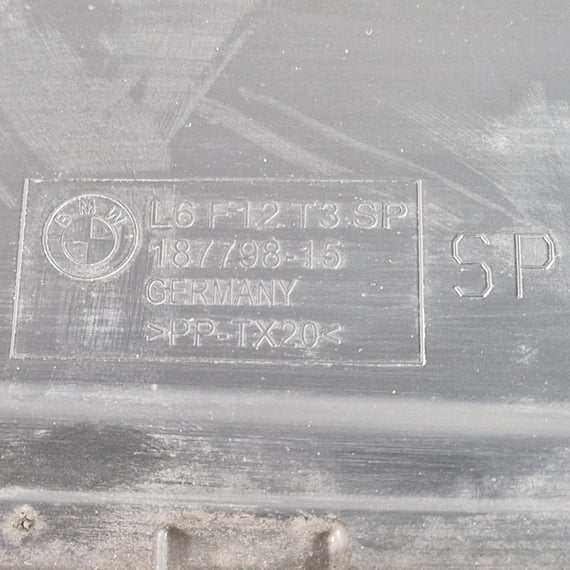 BMW
L6 F12 T3 SP
187798-15
GERMANY
>PP-TX20<
SP